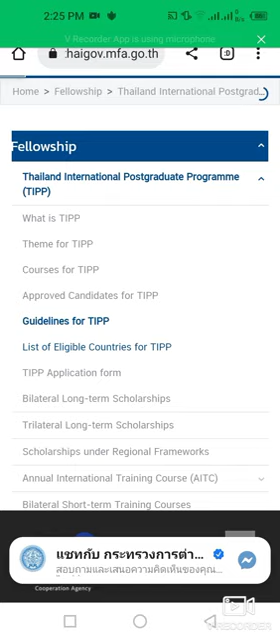 2:25 PM
V Recorder App is using microphone
:haigov.mfa.go.th
:D
Home > Fellowship > Thailand International Postgrad...
Fellowship
Thailand International Postgraduate Programme
(TIPP)
What is TIPP
Theme for TIPP
Courses for TIPP
Approved Candidates for TIPP
Guidelines for TIPP
List of Eligible Countries for TIPP
TIPP Application form
Bilateral Long-term Scholarships
Trilateral Long-term Scholarships
Scholarships under Regional Frameworks
Annual International Training Course (AITC)
Bilateral Short-term Training Courses
แชทกับ กระทรวงการต่า...
สอบถามและเสนอความคิดเห็นของคุณ...
Cooperation Agency
RECORDER